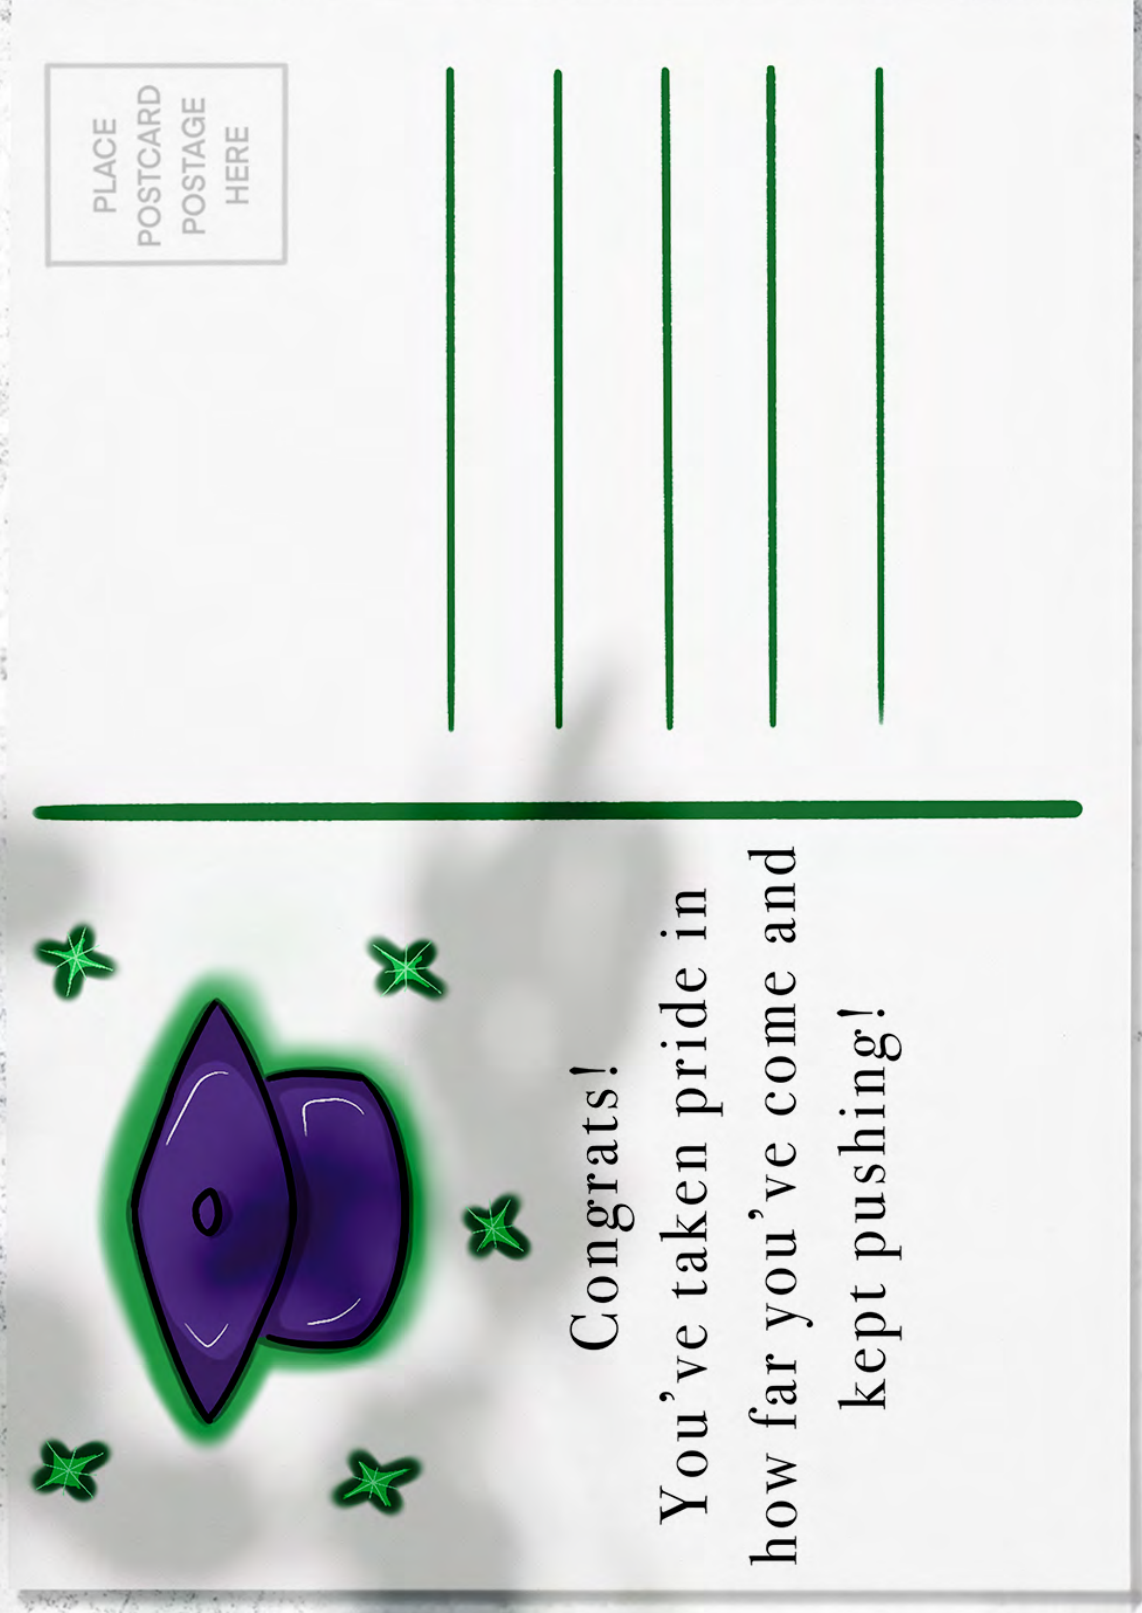 Congrats!
You've taken pride in
how far you've come and
kept pushing!
PLACE
POSTCARD
POSTAGE
HERE